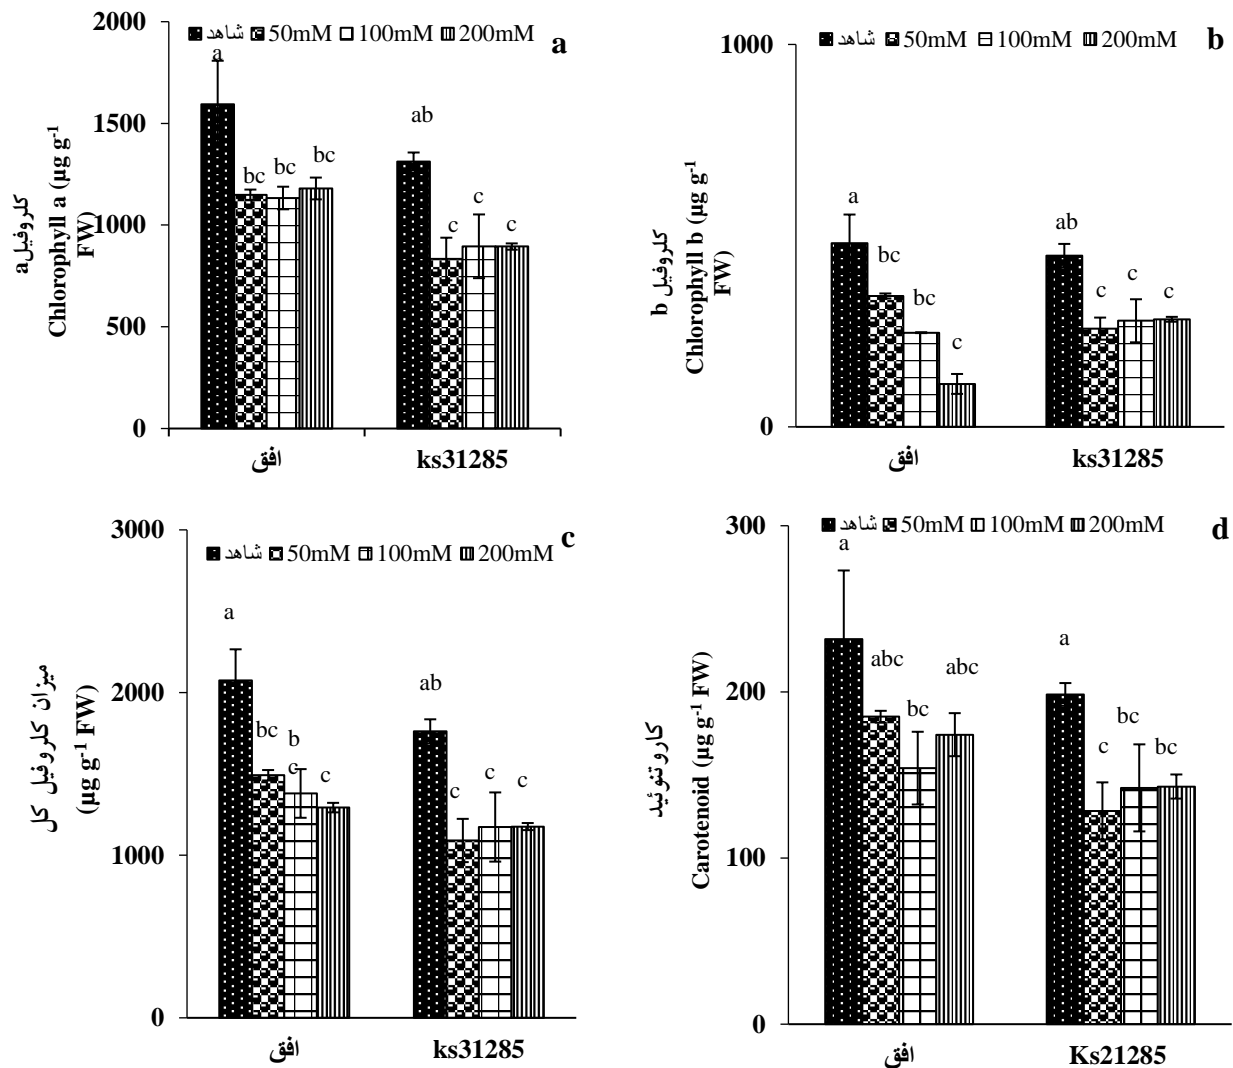 2000
شاهد 50mM 100mM 200mM
a
a
ab
1500
bc bc bc
c c c
1000
500
0
کلروفیل a
Chlorophyll a (µg g-1
FW)
افق ks31285
1000
شاهد 50mM 100mM 200mM
b
a
ab
bc
bc
c
c c c
0
کلروفیل b
Chlorophyll b (µg g-1
FW)
افق ks31285
3000
شاهد 50mM 100mM 200mM
c
a
ab
2000
bc
b
c
c
c c c
1000
0
میزان کلروفیل کل
(µg g-1 FW)
افق ks31285
300
شاهد 50mM 100mM 200mM
d
a
a
abc
bc
abc
200
c
bc
bc
100
0
کاروتنوئید
Carotenoid (µg g-1 FW)
افق Ks21285